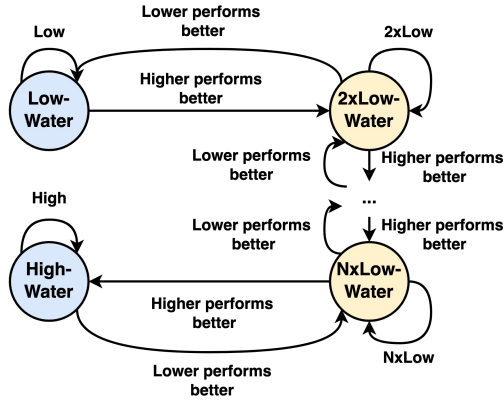 Lower performs
better
Low
2xLow
Higher performs
better
Low-
Water
2xLow-
Water
Lower performs
better
Higher performs
better
...
High
Lower performs
better
Higher performs
better
High-
Water
NxLow-
Water
Higher performs
better
NxLow
Lower performs
better